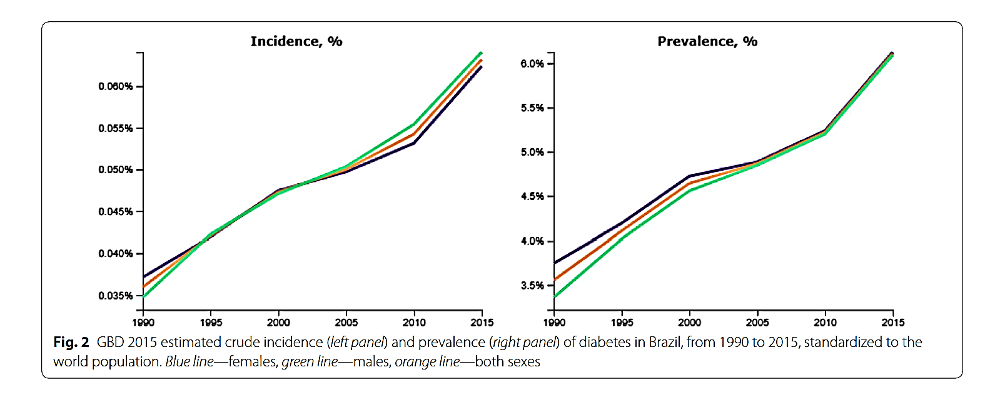 Incidence, %
0.060%
0.055%
0.050%
0.045%
0.040%
0.035%
1990 1995 2000 2005 2010 2015
Prevalence, %
6.0%
5.5%
5.0%
4.5%
4.0%
3.5%
1990 1995 2000 2005 2010 2015
Fig. 2 GBD 2015 estimated crude incidence (left panel) and prevalence (right panel) of diabetes in Brazil, from 1990 to 2015, standardized to the
world population. Blue line—females, green line—males, orange line—both sexes